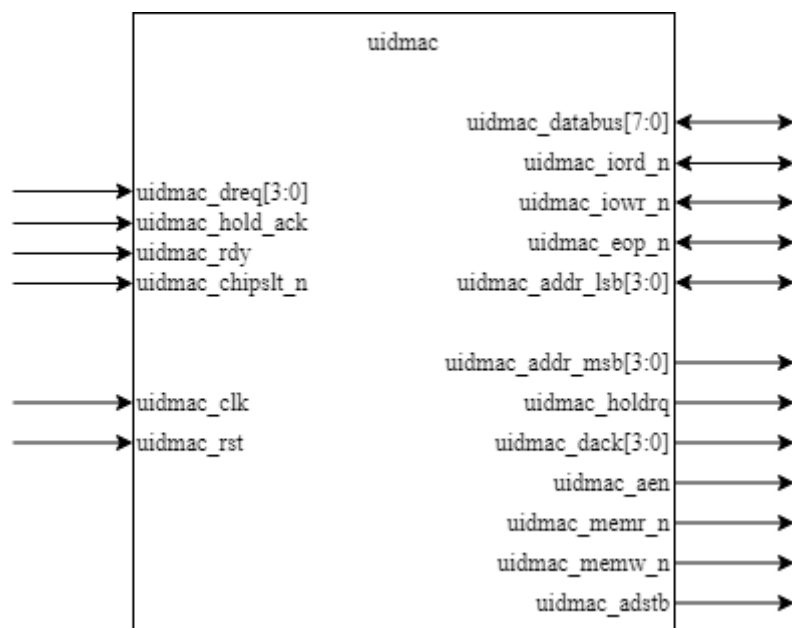 uidmac
uidmac_databus[7:0]
uidmac_iord_n
uidmac_dreq[3:0]
uidmac_iowr_n
uidmac_hold_ack
uidmac_rdy
uidmac_eop_n
uidmac_chipslt_n
uidmac_addr_lsb[3:0]
uidmac_addr_msb[3:0]
uidmac_clk
uidmac_holdrq
uidmac_rst
uidmac_dack[3:0]
uidmac_aen
uidmac_memr_n
uidmac_memw_n
uidmac_adstb